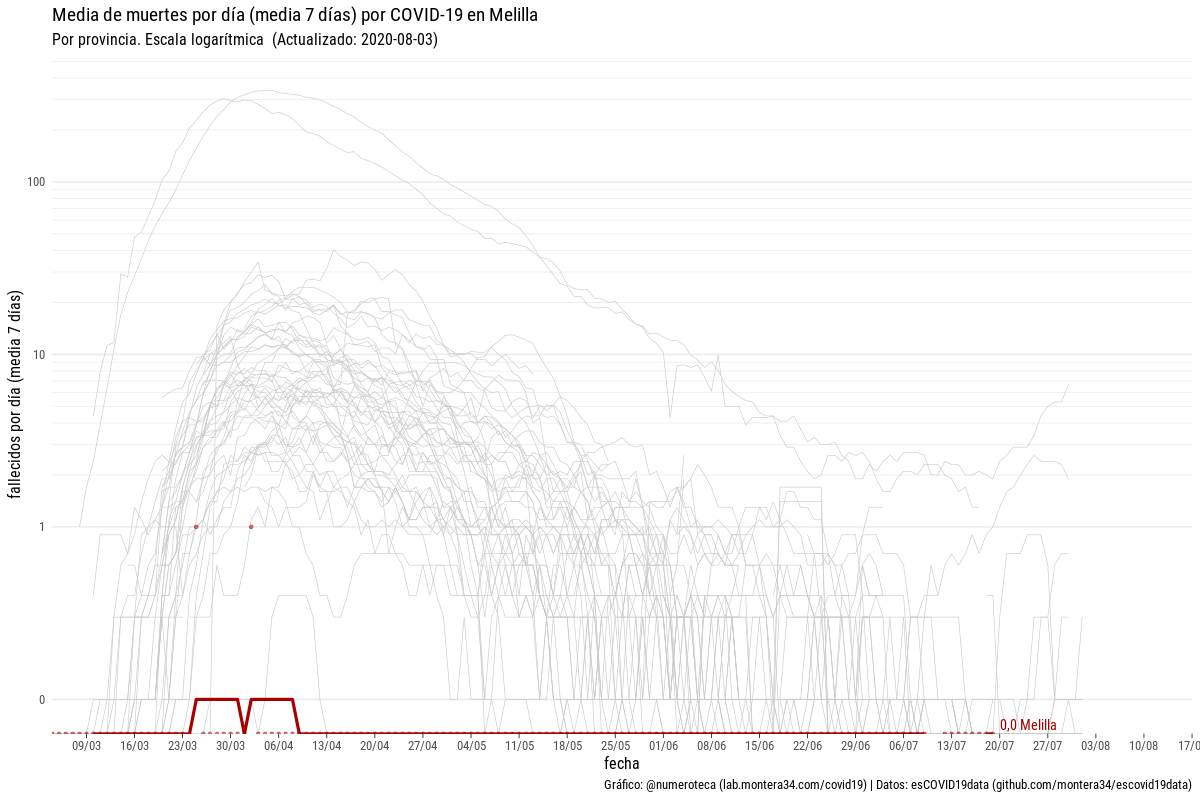 Media de muertes por día (media 7 días) por COVID-19 en Melilla
Por provincia. Escala logarítmica  (Actualizado: 2020-08-03)
fallecidos por día (media 7 días)
100
10
1
0
0,0 Melilla
09/03 16/03 23/03 30/03 06/04 13/04 20/04 27/04 04/05 11/05 18/05 25/05 01/06 08/06 15/06 22/06 29/06 06/07 13/07 20/07 27/07 03/08 10/08 17/0
fecha
Gráfico: @numeroteca (lab.montera34.com/covid19) | Datos: esCOVID19data (github.com/montera34/escovid19data)